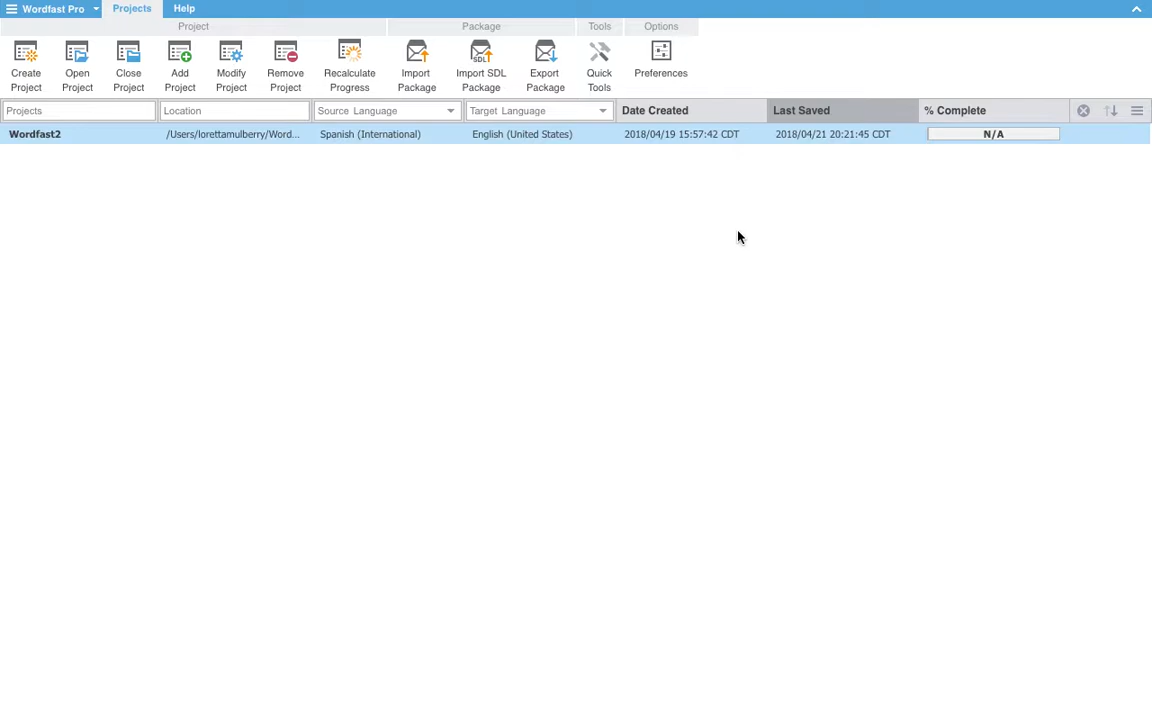 Wordfast Pro Projects Help
Project Package Tools Options
Create Project
Open Project
Close Project
Add Project
Modify Project
Remove Project
Recalculate Progress
Import Package
SDL
Import SDL Package
Export Package
Quick Tools
Preferences
Projects Location Source Language Target Language Date Created Last Saved % Complete
Wordfast2 /Users/lorettamulberry/Word... Spanish (International) English (United States) 2018/04/19 15:57:42 CDT 2018/04/21 20:21:45 CDT N/A